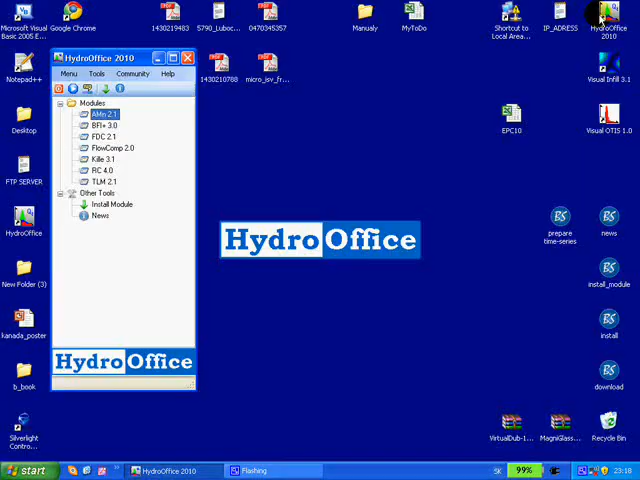 Microsoft Visual
Basic 2005 E...
Google Chrome
1430219483
5790_Luboc...
0470345357
Manualy
MyToDo
Shortcut to
Local Area...
IP_ADRESS
HydroOffice
2010
HydroOffice 2010
Menu
Tools
Community
Help
Modules
AMn 2.1
BFI+ 3.0
FDC 2.1
FlowComp 2.0
Kille 3.1
RC 4.0
TLM 2.1
Other Tools
Install Module
News
HydroOffice
Notepad++
1430210788
micro_isv_fr...
Visual Infill 3.1
Desktop
EPC10
Visual OTIS 1.0
FTP SERVER
HydroOffice
HydroOffice
BS
prepare
time-series
BS
news
New Folder (3)
BS
install_module
kanada_poster
BS
install
b_book
BS
download
Silverlight
Contro...
VirtualDub-1...
MagniGlass...
Recycle Bin
start
HydroOffice 2010
Flashing
SK
99%
23:18